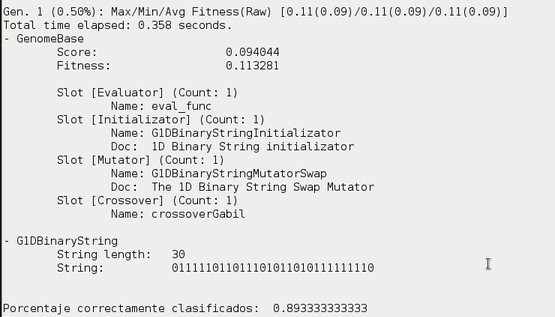 Gen. 1 (0.50%): Max/Min/Avg Fitness(Raw) [0.11(0.09)/0.11(0.09)/0.11(0.09)]
Total time elapsed: 0.358 seconds.
- GenomeBase
Score: 0.094044
Fitness: 0.113281
Slot [Evaluator] (Count: 1)
Name: eval_func
Slot [Initializator] (Count: 1)
Name: G1DBinaryStringInitializator
Doc: 1D Binary String initializator
Slot [Mutator] (Count: 1)
Name: G1DBinaryStringMutatorSwap
Doc: The 1D Binary String Swap Mutator
Slot [Crossover] (Count: 1)
Name: crossoverGabil
- G1DBinaryString
String length: 30
String: 011111011011101011010111111110
Porcentaje correctamente clasificados: 0.893333333333